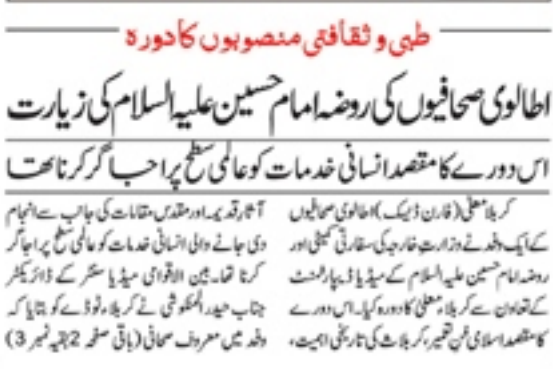 طبی و ثقافتی منصوبوں کا دورہ
اطالوی صحافیوں کی روضہ امام حسین علیہ السلام کی زیارت
اس دورے کا مقصد انسانی خدمات کو عالمی سطح پر اجاگر کرنا تھا
کربلا معلیٰ (فارن ڈیسک) اطالوی صحافیوں
کے ایک وفد نے وزارت خارجہ کی سفارتی کمیٹی اور
روضہ امام حسین علیہ السلام کے میڈیا ڈیپارٹمنٹ
کے تعاون سے کربلاء معلیٰ کا دورہ کیا۔ اس دورے
کا مقصد اسلامی فن تعمیر، کربلا کی تاریخی اہمیت،
آثار قدیمہ اور مقدس مقامات کی جانب سے انجام
دی جانے والی انسانی خدمات کو عالمی سطح پر اجاگر
کرنا تھا۔ بین الاقوامی میڈیا سنٹر کے ڈائریکٹر
جناب حیدر المنکوشی نے کربلاء ٹوڈے کو بتایا کہ
وفد میں معروف صحافی (باقی صفحہ 2 بقیہ نمبر 3)